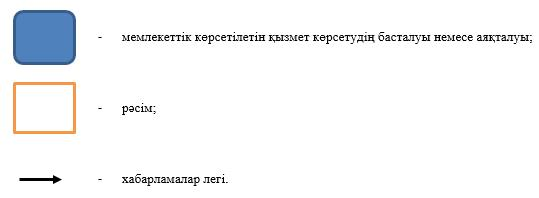 - мемлекеттік көрсетілетін қызмет көрсетудің басталуы немесе аяқталуы;
- рәсім;
- хабарламалар легі.